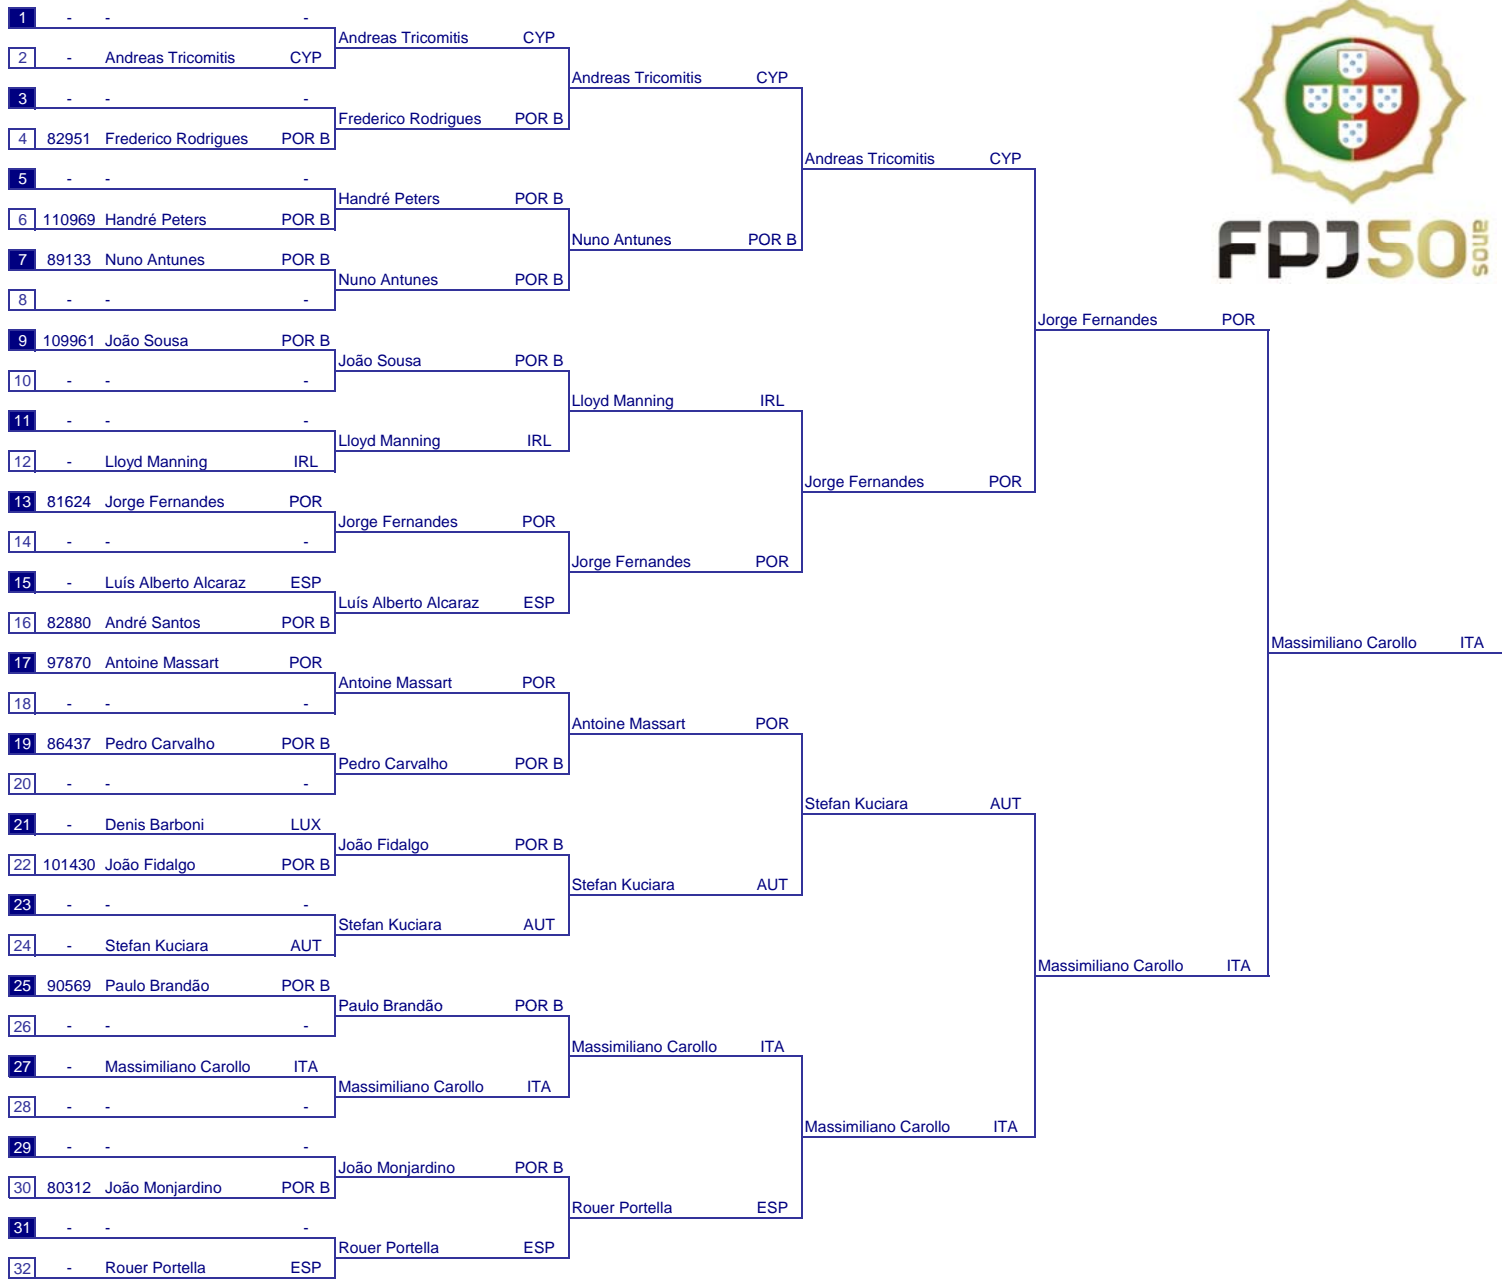 1 - - -
Andreas Tricomitis CYP
2 - Andreas Tricomitis CYP
Andreas Tricomitis CYP
3 - - -
Frederico Rodrigues POR B
4 82951 Frederico Rodrigues POR B
Andreas Tricomitis CYP
5 - - -
Handré Peters POR B
6 110969 Handré Peters POR B
Nuno Antunes POR B
7 89133 Nuno Antunes POR B
Nuno Antunes POR B
8 - - -
FPJ50 anos
Jorge Fernandes POR
9 109961 João Sousa POR B
João Sousa POR B
10 - - -
Lloyd Manning IRL
11 - - -
Lloyd Manning IRL
12 - Lloyd Manning IRL
Jorge Fernandes POR
13 81624 Jorge Fernandes POR
Jorge Fernandes POR
14 - - -
Jorge Fernandes POR
15 - Luís Alberto Alcaraz ESP
Luís Alberto Alcaraz ESP
16 82880 André Santos POR B
Massimiliano Carollo ITA
17 97870 Antoine Massart POR
Antoine Massart POR
18 - - -
Antoine Massart POR
19 86437 Pedro Carvalho POR B
Pedro Carvalho POR B
20 - - -
Stefan Kuciara AUT
21 - Denis Barboni LUX
João Fidalgo POR B
22 101430 João Fidalgo POR B
Stefan Kuciara AUT
23 - - -
Stefan Kuciara AUT
24 - Stefan Kuciara AUT
Massimiliano Carollo ITA
25 90569 Paulo Brandão POR B
Paulo Brandão POR B
26 - - -
Massimiliano Carollo ITA
27 - Massimiliano Carollo ITA
Massimiliano Carollo ITA
28 - - -
Massimiliano Carollo ITA
29 - - -
João Monjardino POR B
30 80312 João Monjardino POR B
Rouer Portella ESP
31 - - -
Rouer Portella ESP
32 - Rouer Portella ESP